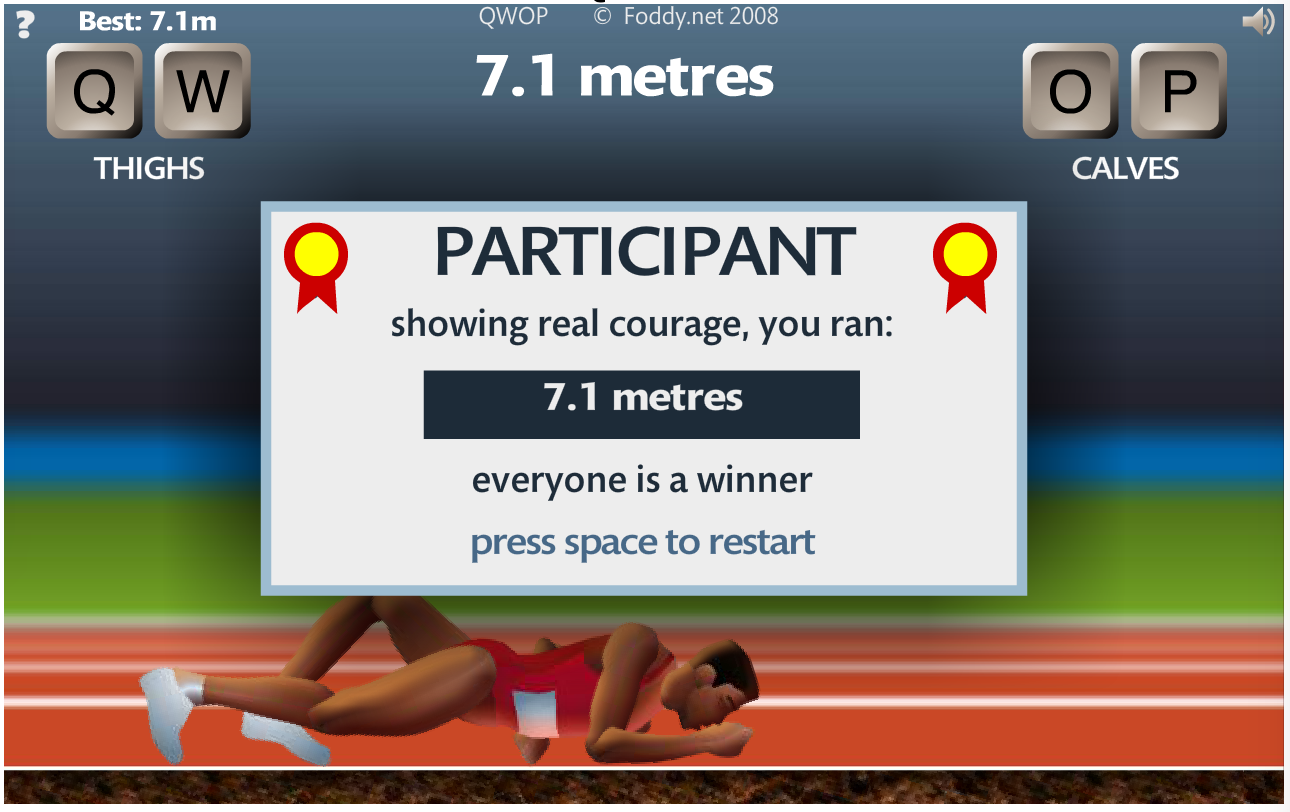 Best: 7.1m
QWOP © Foddy.net 2008
7.1 metres
Q W
THIGHS
O P
CALVES
PARTICIPANT
showing real courage, you ran:
7.1 metres
everyone is a winner
press space to restart